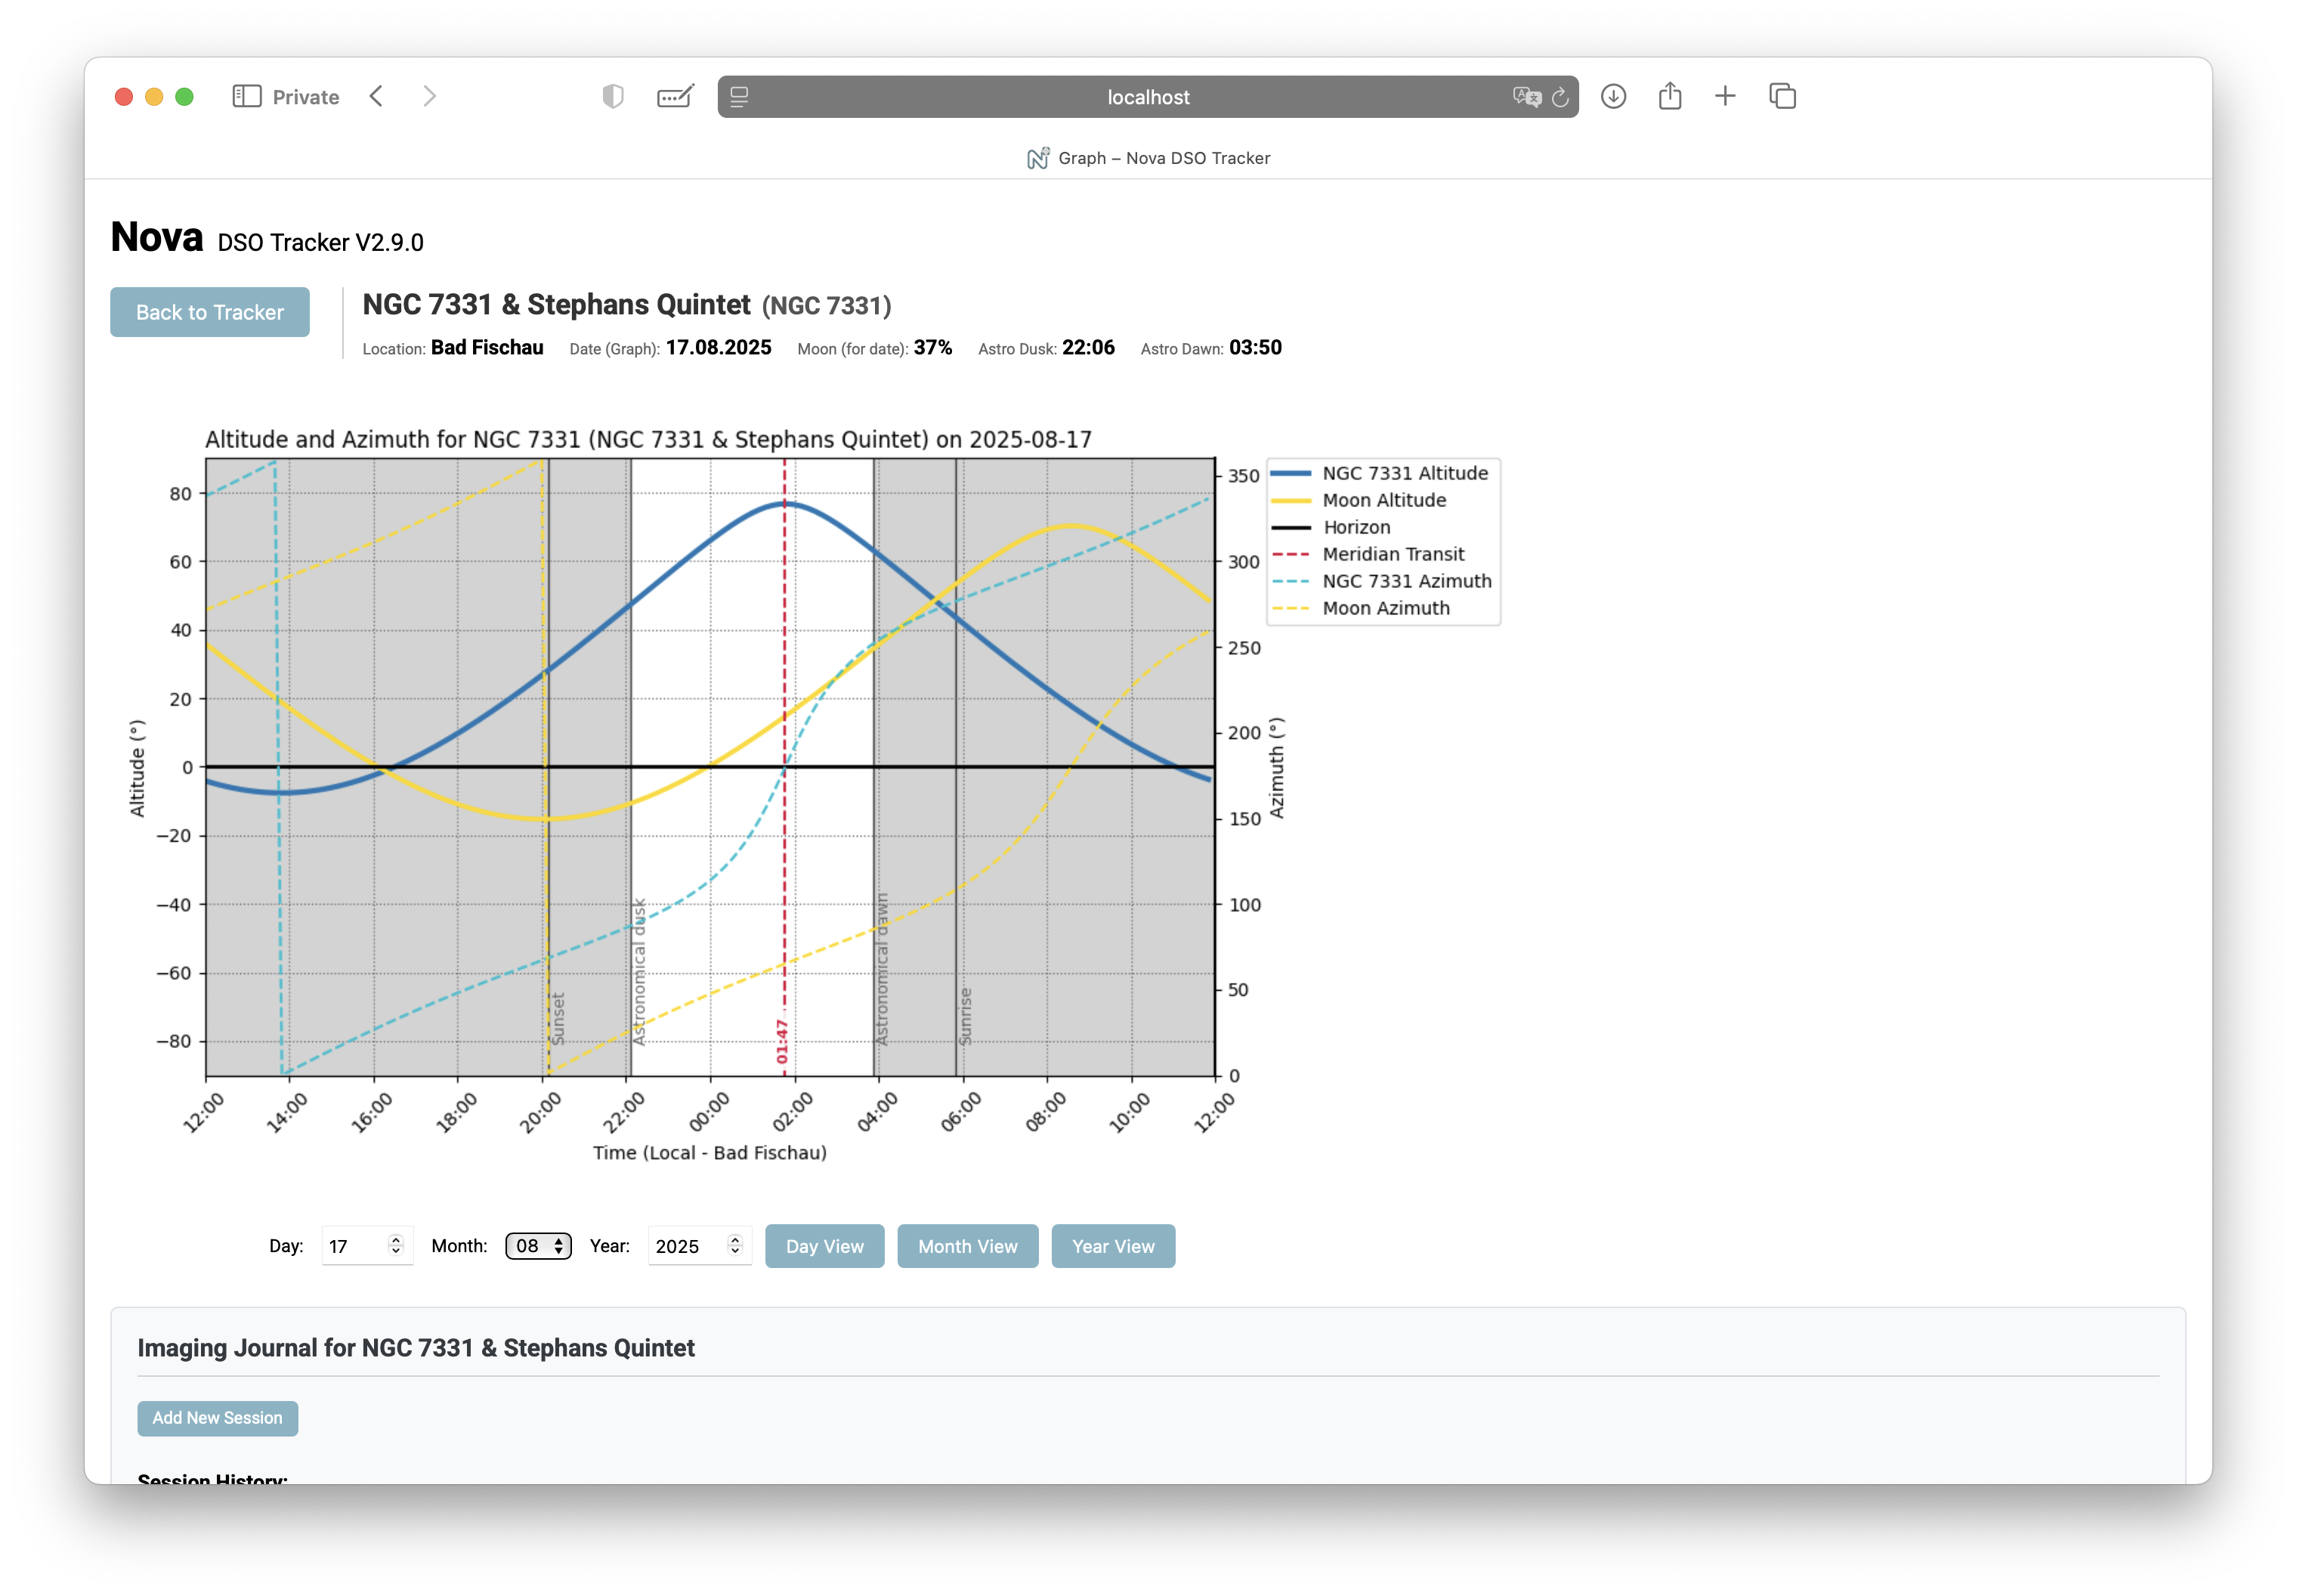 Private
localhost
Graph – Nova DSO Tracker
Nova DSO Tracker V2.9.0
Back to Tracker
NGC 7331 & Stephans Quintet (NGC 7331)
Location: Bad Fischau Date (Graph): 17.08.2025 Moon (for date): 37% Astro Dusk: 22:06 Astro Dawn: 03:50
Altitude and Azimuth for NGC 7331 (NGC 7331 & Stephans Quintet) on 2025-08-17
80
60
40
20
0
−20
−40
−60
−80
Altitude (°)
350
300
250
200
150
100
50
0
Azimuth (°)
NGC 7331 Altitude
Moon Altitude
Horizon
Meridian Transit
NGC 7331 Azimuth
Moon Azimuth
Sunset
Astronomical dusk
01:47
Astronomical dawn
Sunrise
12:00 14:00 16:00 18:00 20:00 22:00 00:00 02:00 04:00 06:00 08:00 10:00 12:00
Time (Local - Bad Fischau)
Day: 17 Month: 08 Year: 2025 Day View Month View Year View
Imaging Journal for NGC 7331 & Stephans Quintet
Add New Session
Session History: